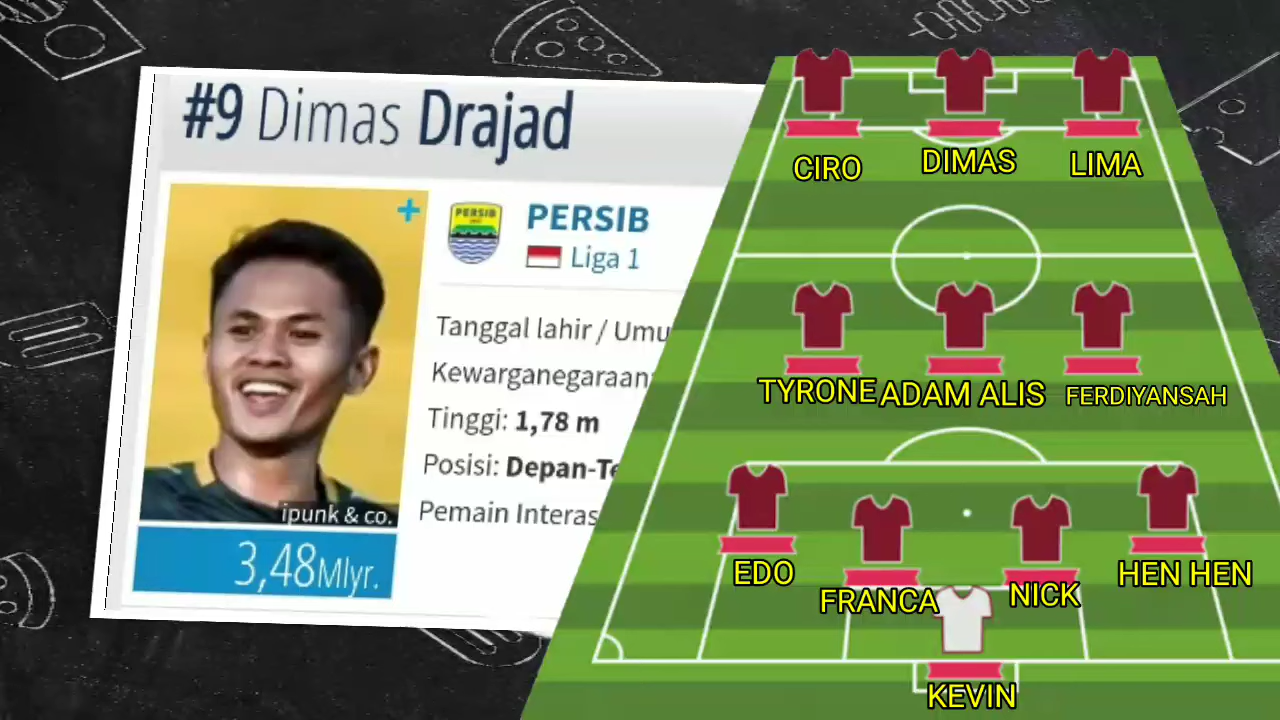 #9 Dimas Drajad
PERSIB
PERSIB
Liga 1
Tanggal lahir / Umu
Kewarganegaraan:
Tinggi: 1,78 m
Posisi: Depan-Te
Pemain Interas
ipunk & co.
3,48Mlyr.
CIRO DIMAS LIMA
TYRONE ADAM ALIS FERDIYANSAH
EDO FRANCA NICK HEN HEN
KEVIN